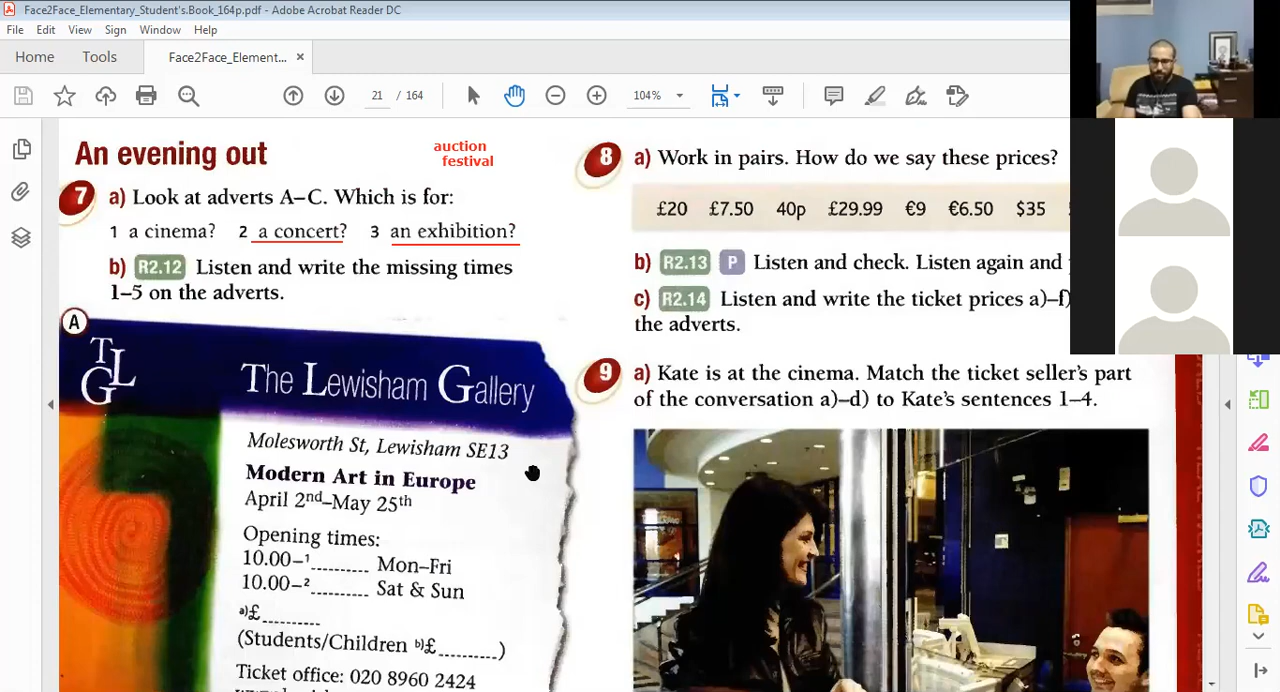 Face2Face_Elementary_Student's.Book_164p.pdf - Adobe Acrobat Reader DC
File Edit View Sign Window Help
Home Tools Face2Face_Element... ×
21 / 164 104%
An evening out
auction
festival
7 a) Look at adverts A–C. Which is for:
1 a cinema? 2 a concert? 3 an exhibition?
b) R2.12 Listen and write the missing times
1–5 on the adverts.
A
TLG
The Lewisham Gallery
Molesworth St, Lewisham SE13
Modern Art in Europe
April 2nd–May 25th
Opening times:
10.00–1......... Mon–Fri
10.00–2......... Sat & Sun
a)£.........
(Students/Children b)£.........)
Ticket office: 020 8960 2424
8 a) Work in pairs. How do we say these prices?
£20 £7.50 40p £29.99 €9 €6.50 $35
b) R2.13 P Listen and check. Listen again and
c) R2.14 Listen and write the ticket prices a)–f)
the adverts.
9 a) Kate is at the cinema. Match the ticket seller's part
of the conversation a)–d) to Kate's sentences 1–4.